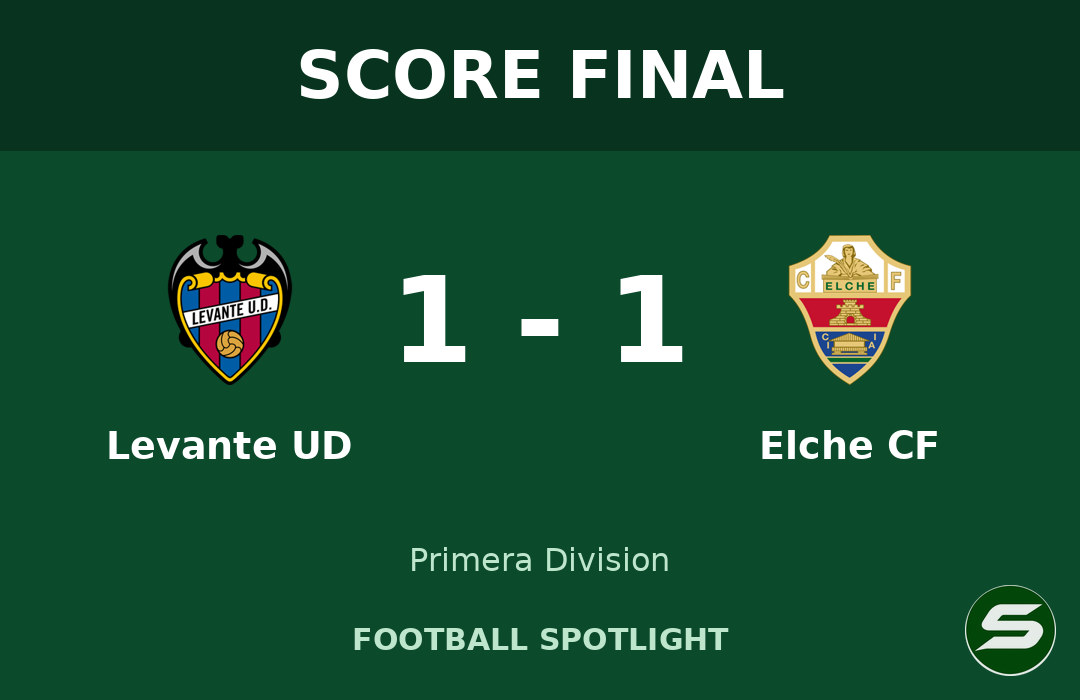 SCORE FINAL
LEVANTE U.D.
1 - 1
C ELCHE F
C I
I A
Levante UD
Elche CF
Primera Division
FOOTBALL SPOTLIGHT
S